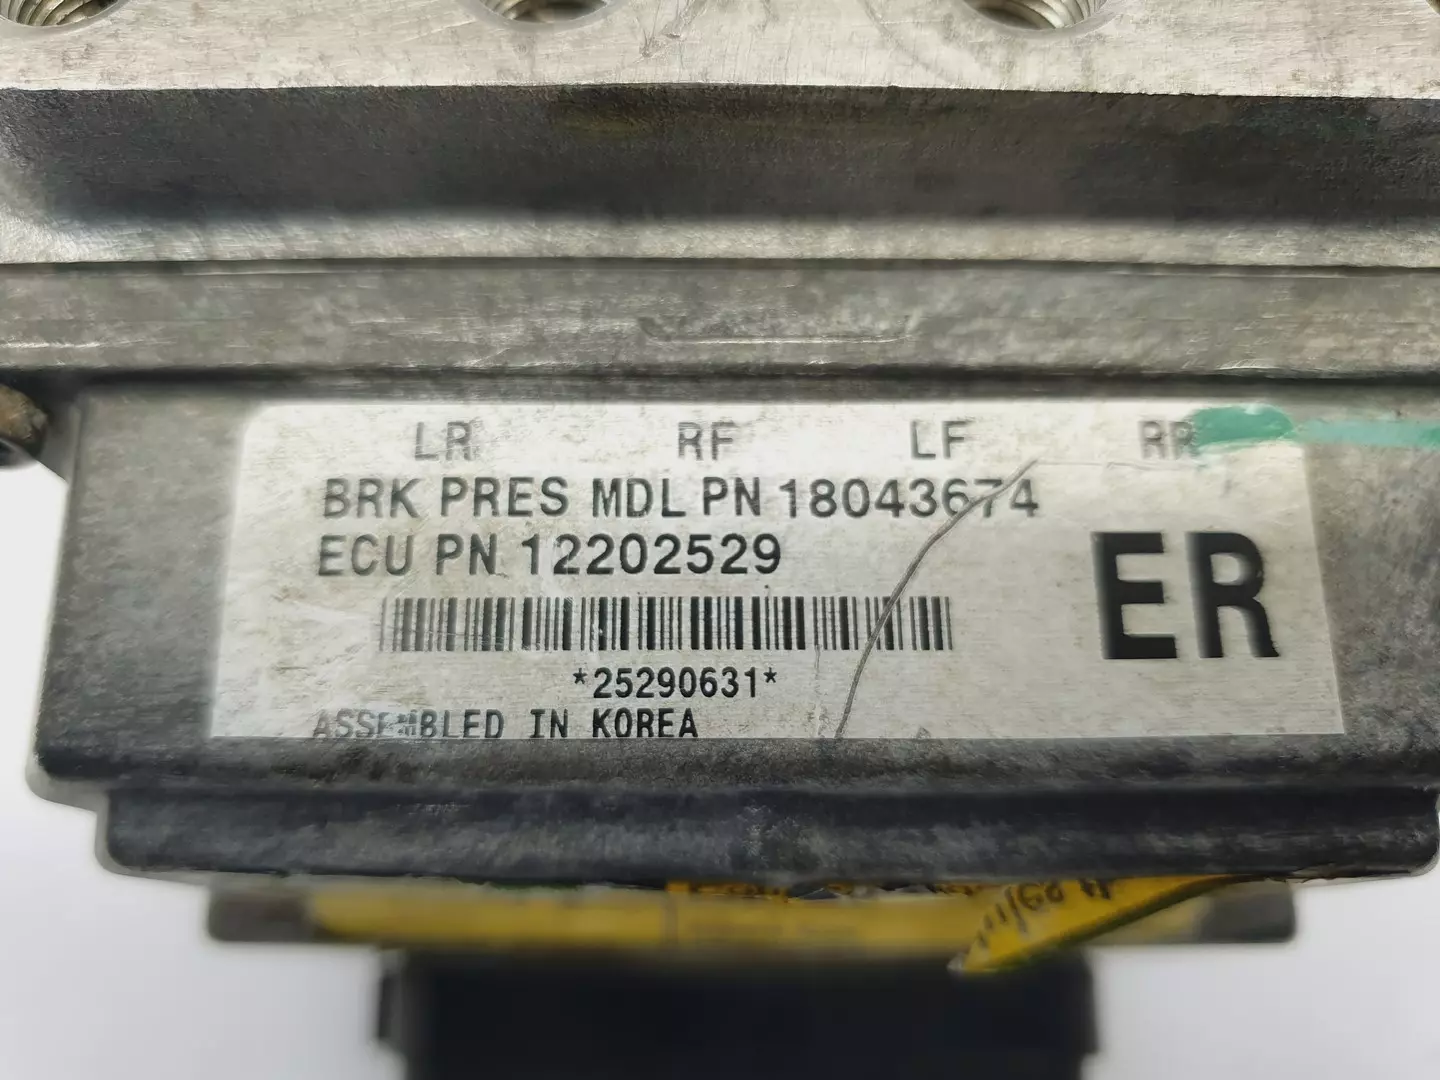 LR RF LF RR
BRK PRES MDL PN 18043674
ECU PN 12202529
ER
*25290631*
ASSEMBLED IN KOREA